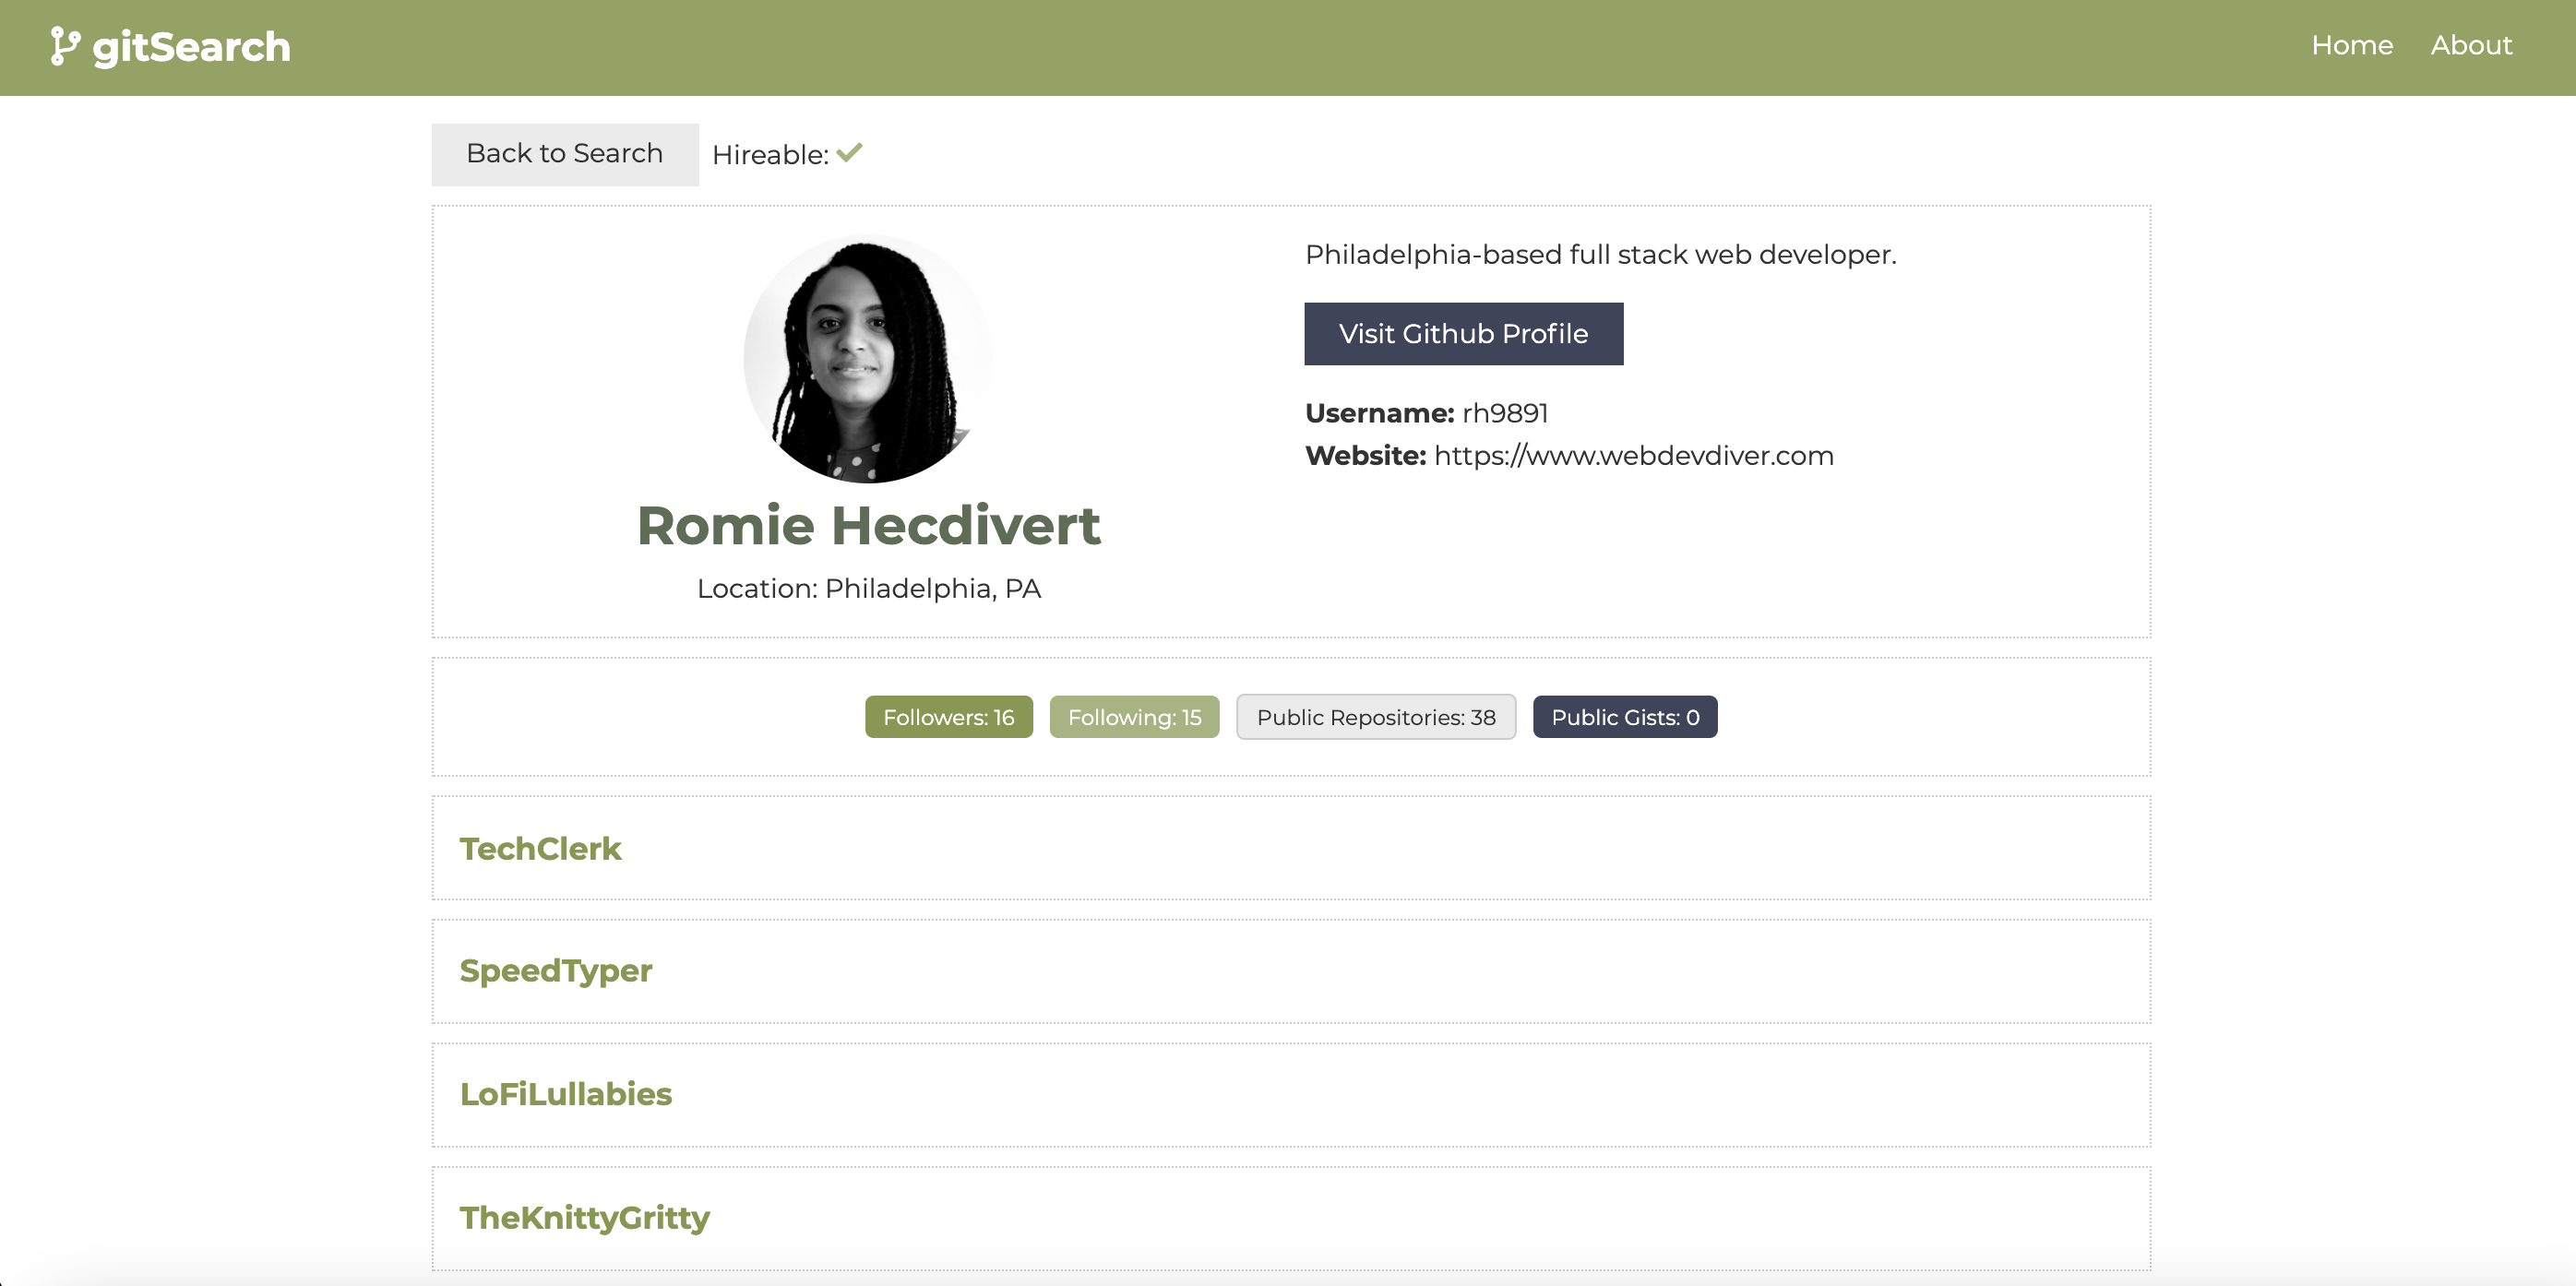 gitSearch
Home
About
Back to Search
Hireable:
Philadelphia-based full stack web developer.
Visit Github Profile
Username: rh9891
Website: https://www.webdevdiver.com
Romie Hecdivert
Location: Philadelphia, PA
Followers: 16
Following: 15
Public Repositories: 38
Public Gists: 0
TechClerk
SpeedTyper
LoFiLullabies
TheKnittyGritty